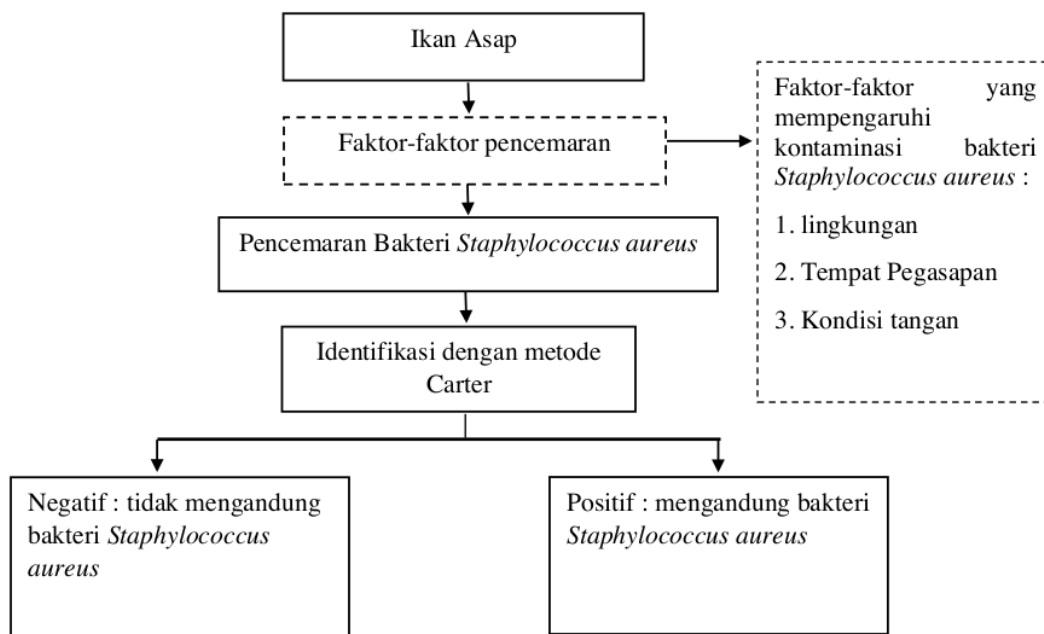 Ikan Asap
Faktor-faktor pencemaran
Faktor-faktor yang
mempengaruhi
kontaminasi bakteri
Staphylococcus aureus :
1. lingkungan
2. Tempat Pegasapan
3. Kondisi tangan
Pencemaran Bakteri Staphylococcus aureus
Identifikasi dengan metode
Carter
Negatif : tidak mengandung
bakteri Staphylococcus
aureus
Positif : mengandung bakteri
Staphylococcus aureus